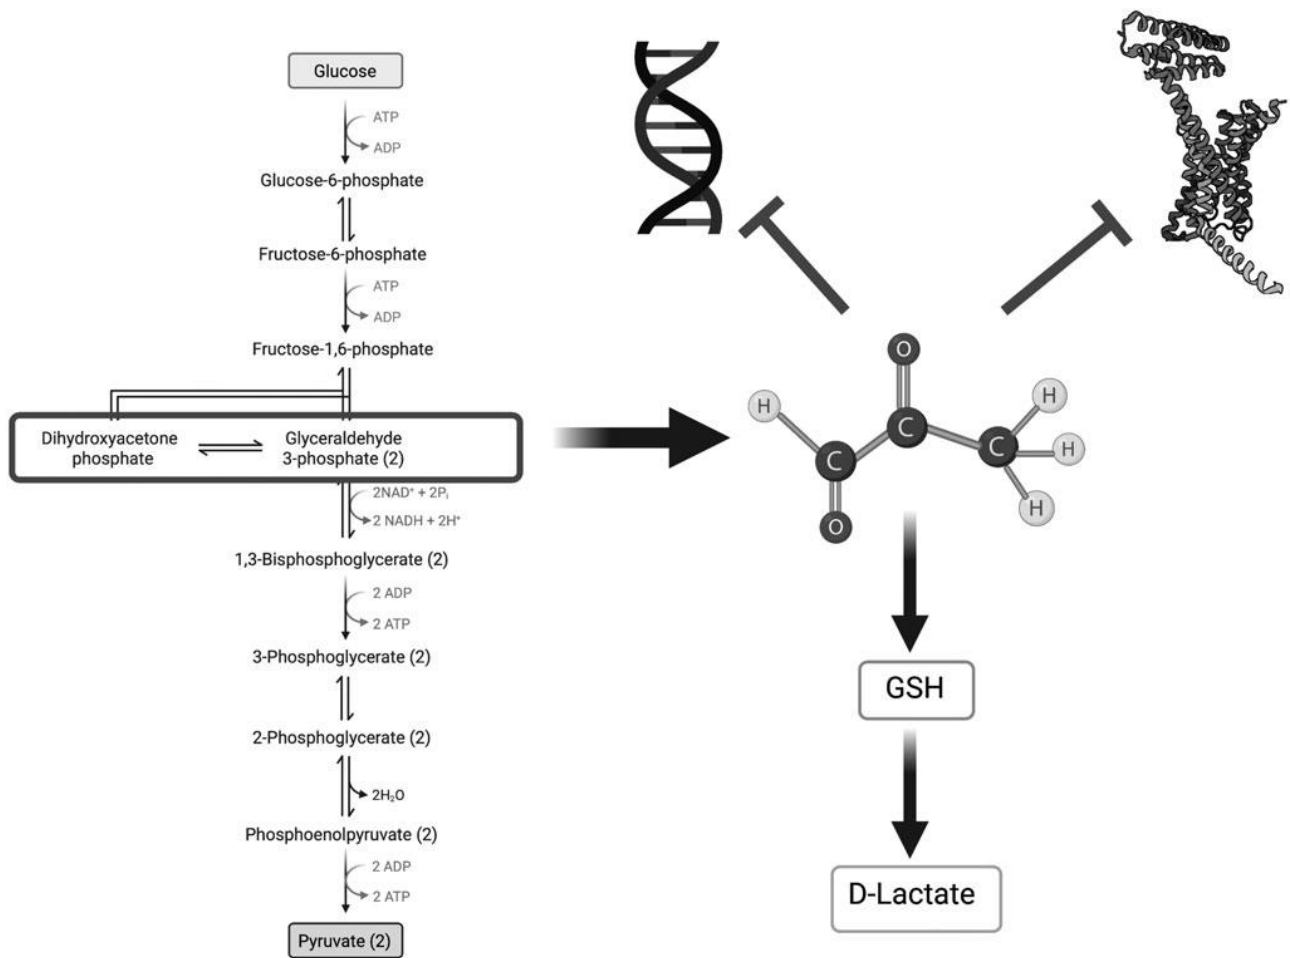 Glucose
ATP
ADP
Glucose-6-phosphate
Fructose-6-phosphate
ATP
ADP
Fructose-1,6-phosphate
Dihydroxyacetone
phosphate
Glyceraldehyde
3-phosphate (2)
2NAD⁺ + 2Pᵢ
2 NADH + 2H⁺
1,3-Bisphosphoglycerate (2)
2 ADP
2 ATP
3-Phosphoglycerate (2)
2-Phosphoglycerate (2)
2H₂O
Phosphoenolpyruvate (2)
2 ADP
2 ATP
Pyruvate (2)
O
H
H
C
C
C
H
H
O
GSH
D-Lactate